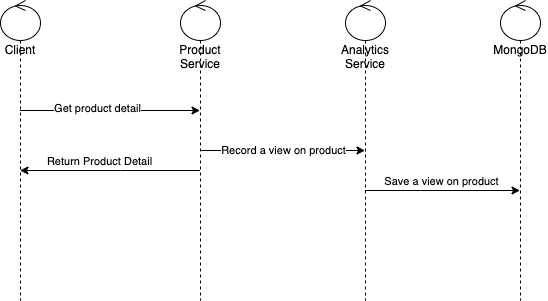 Client
Product
Service
Analytics
Service
MongoDB
Get product detail
Record a view on product
Return Product Detail
Save a view on product